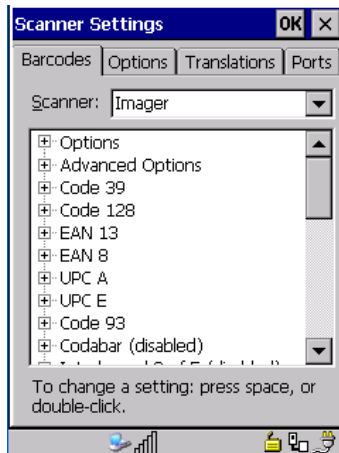 Scanner Settings OK
Barcodes Options Translations Ports
Scanner: Imager
Options
Advanced Options
Code 39
Code 128
EAN 13
EAN 8
UPC A
UPC E
Code 93
Codabar (disabled)
To change a setting: press space, or
double-click.